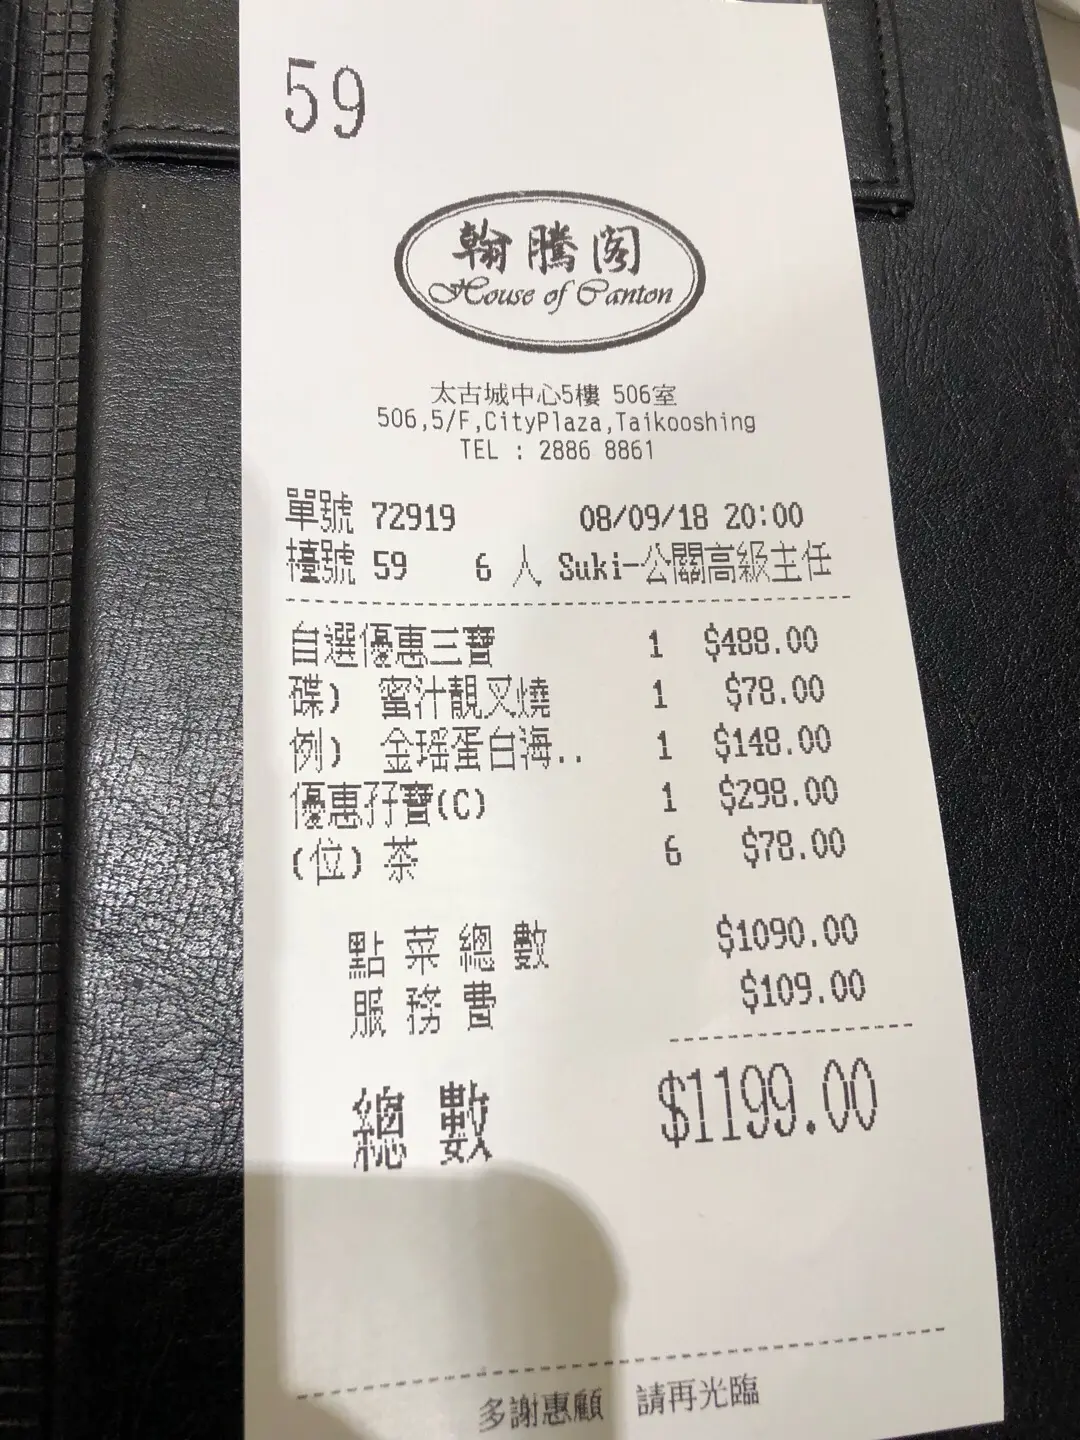 59
翰騰閣
House of Canton
太古城中心5樓 506室
506,5/F,CityPlaza,Taikooshing
TEL : 2886 8861
單號 72919 08/09/18 20:00
檯號 59 6 人 Suki-公關高級主任
自選優惠三寶 1 $488.00
碟) 蜜汁靚叉燒 1 $78.00
例) 金瑤蛋白海.. 1 $148.00
優惠孖寶(C) 1 $298.00
(位) 茶 6 $78.00
點菜總數 $1090.00
服務費 $109.00
總數 $1199.00
多謝惠顧 請再光臨